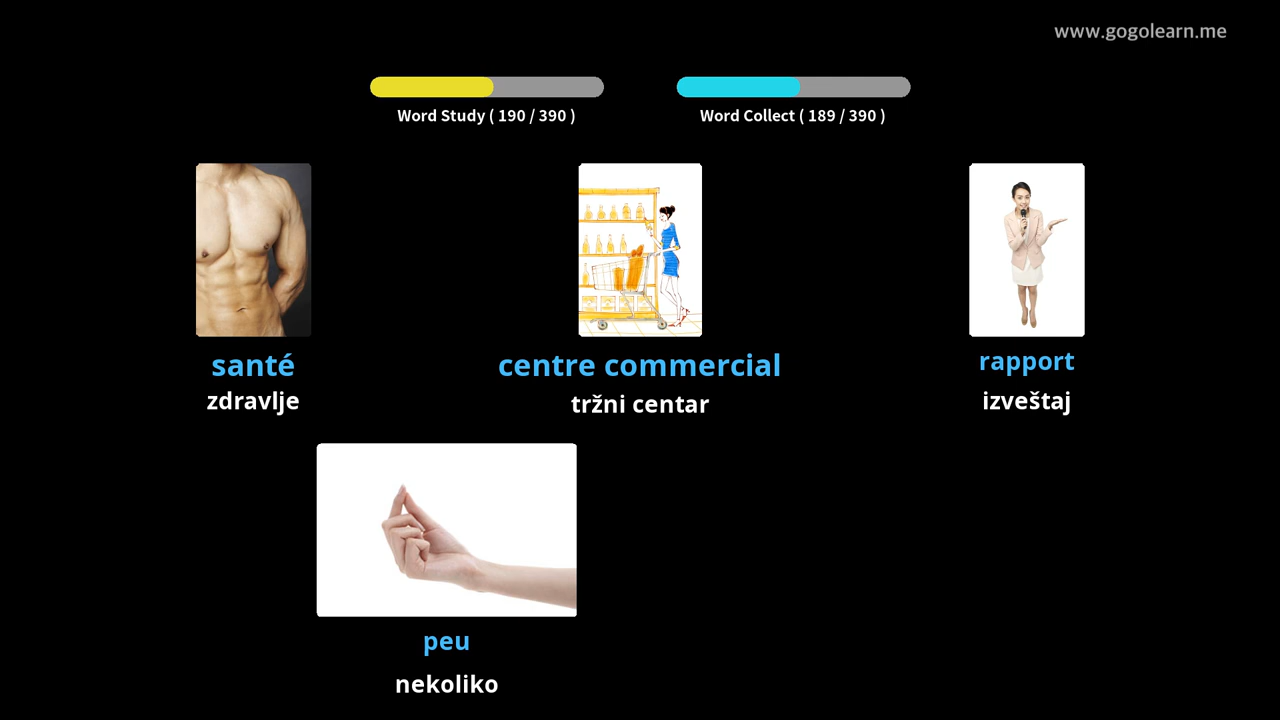 www.gogolearn.me
Word Study ( 190 / 390 )
Word Collect ( 189 / 390 )
santé
zdravlje
centre commercial
tržni centar
rapport
izveštaj
peu
nekoliko